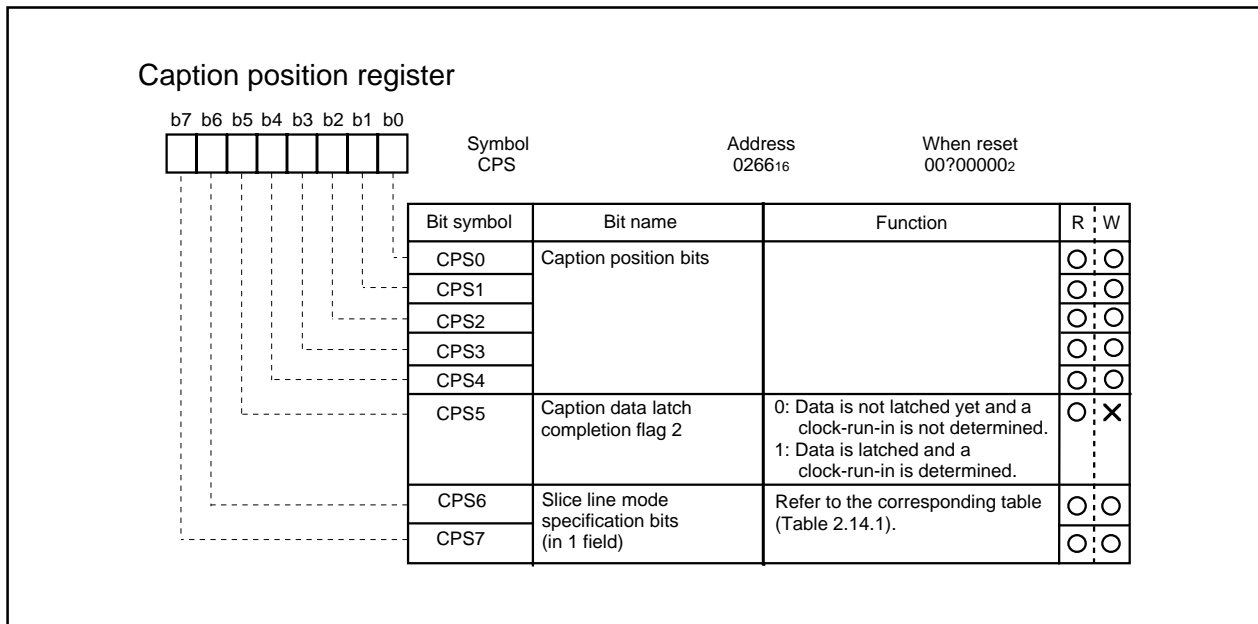 Caption position register
b7 b6 b5 b4 b3 b2 b1 b0
Symbol Address When reset
CPS 026616 00?000002
Bit symbol Bit name Function R W
CPS0 Caption position bits
CPS1
CPS2
CPS3
CPS4
CPS5 Caption data latch completion flag 2
0: Data is not latched yet and a
clock-run-in is not determined.
1: Data is latched and a
clock-run-in is determined.
CPS6 Slice line mode
specification bits
(in 1 field)
Refer to the corresponding table
(Table 2.14.1).
CPS7